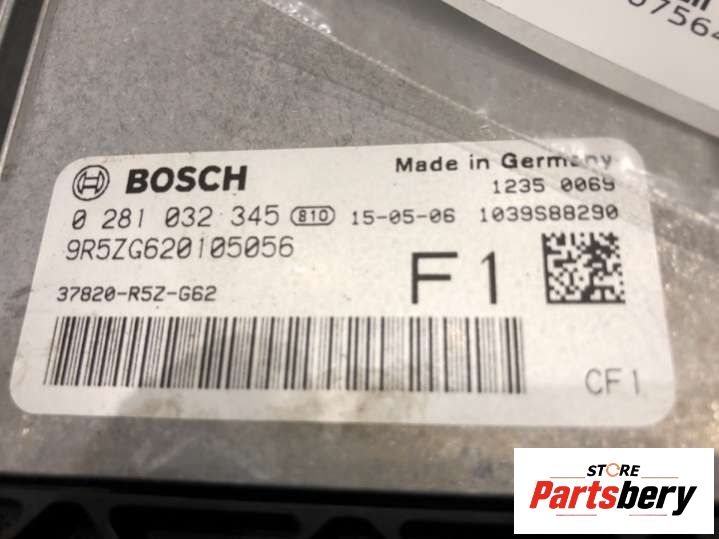 07564
BOSCH
Made in Germany
1235 0069
0 281 032 345 810 15-05-06 1039S88290
9R5ZG620105056
F1
37820-R5Z-G62
CF1
STORE
Partsbery